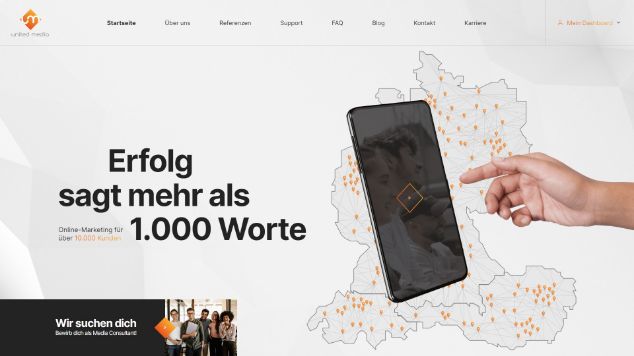 united media
Startseite
Über uns
Referenzen
Support
FAQ
Blog
Kontakt
Karriere
Mein Dashboard
Erfolg
sagt mehr als
Online-Marketing für
über 10.000 Kunden
1.000 Worte
Wir suchen dich
Bewirb dich als Media Consultant!